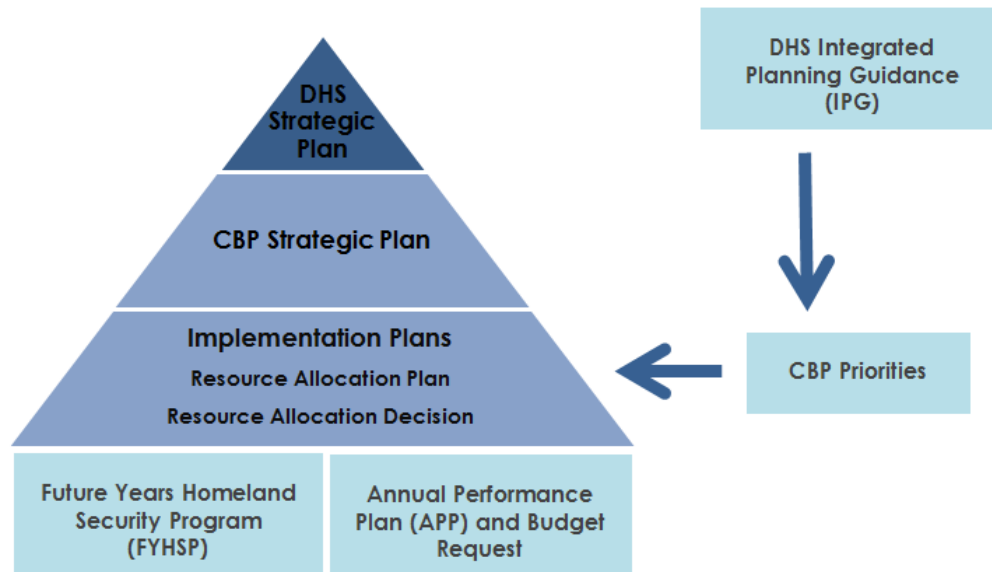 DHS
Strategic
Plan
CBP Strategic Plan
Implementation Plans
Resource Allocation Plan
Resource Allocation Decision
Future Years Homeland
Security Program
(FYHSP)
Annual Performance
Plan (APP) and Budget
Request
DHS Integrated
Planning Guidance
(IPG)
CBP Priorities